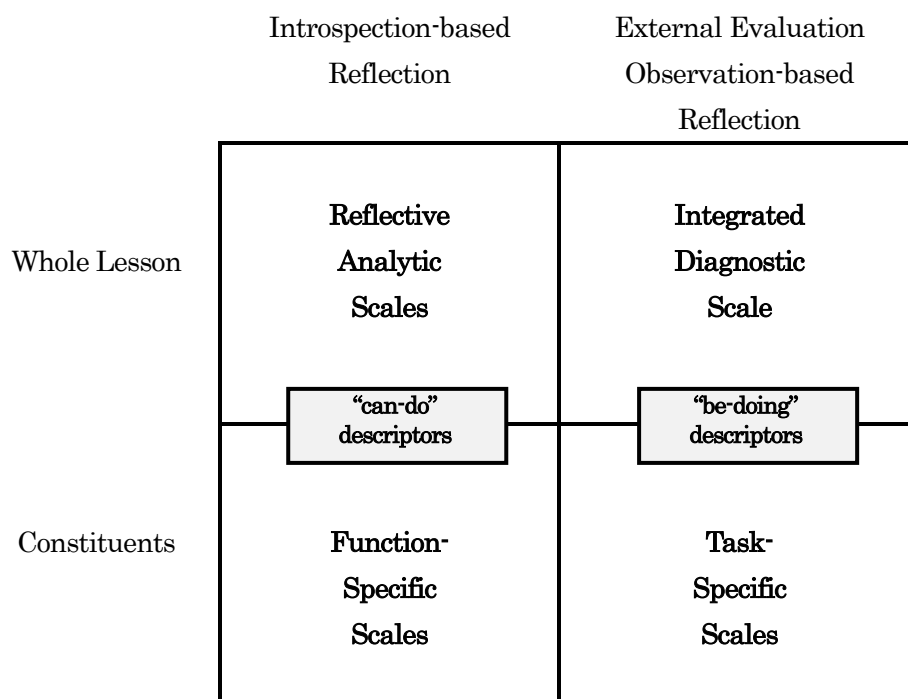 Introspection-based
Reflection
External Evaluation
Observation-based
Reflection
Whole Lesson
Reflective
Analytic
Scales
Integrated
Diagnostic
Scale
“can-do”
descriptors
“be-doing”
descriptors
Constituents
Function-
Specific
Scales
Task-
Specific
Scales